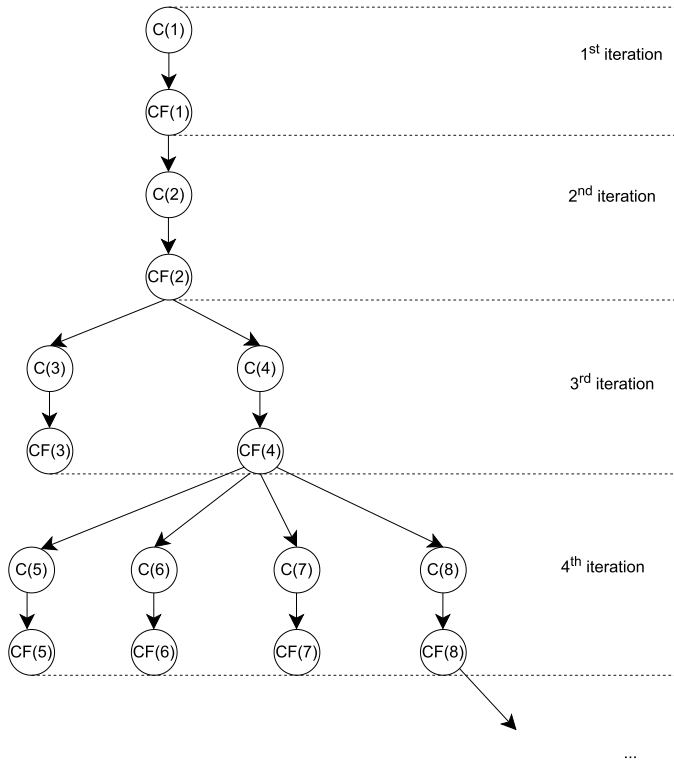 C(1)
1st iteration
CF(1)
C(2)
2nd iteration
CF(2)
C(3)
C(4)
3rd iteration
CF(3)
CF(4)
C(5)
C(6)
C(7)
C(8)
4th iteration
CF(5)
CF(6)
CF(7)
CF(8)
...